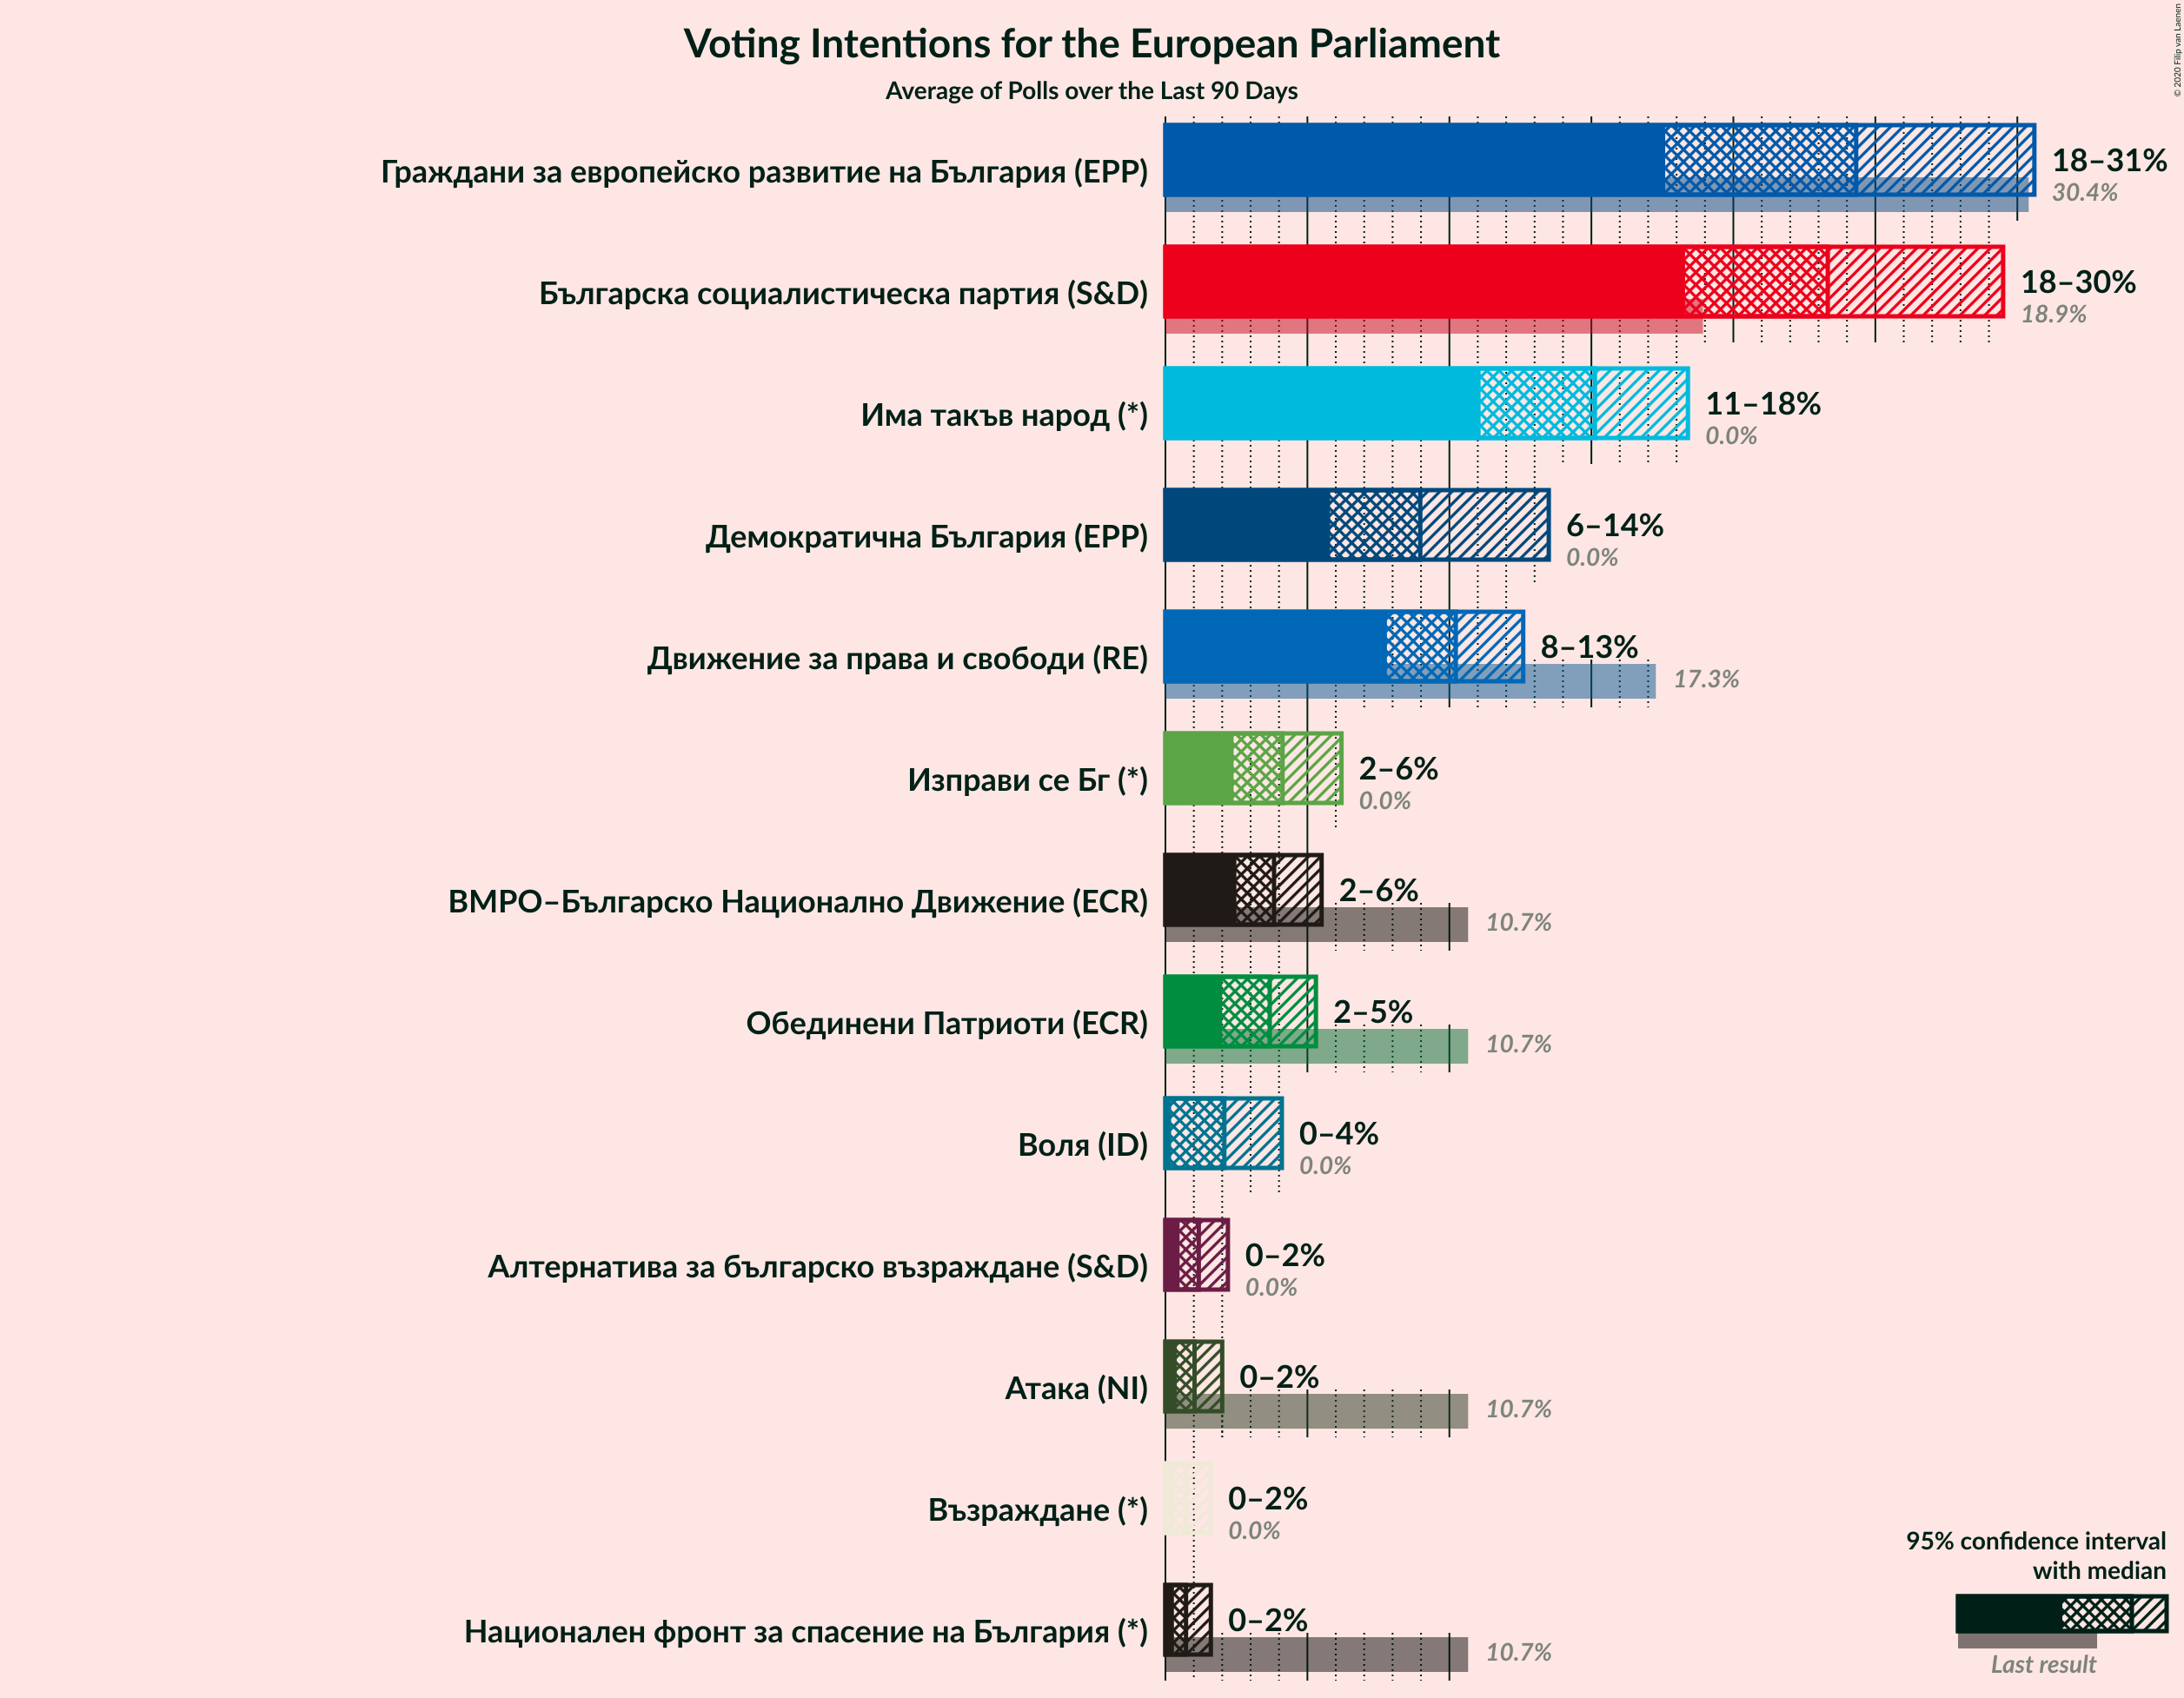 Voting Intentions for the European Parliament
Average of Polls over the Last 90 Days
© 2020 Filip van Laenen
Граждани за европейско развитие на България (EPP)
18–31%
30.4%
Българска социалистическа партия (S&D)
18–30%
18.9%
Има такъв народ (*)
11–18%
0.0%
Демократична България (EPP)
6–14%
0.0%
Движение за права и свободи (RE)
8–13%
17.3%
Изправи се Бг (*)
2–6%
0.0%
ВМРО–Българско Национално Движение (ECR)
2–6%
10.7%
Обединени Патриоти (ECR)
2–5%
10.7%
Воля (ID)
0–4%
0.0%
Алтернатива за българско възраждане (S&D)
0–2%
0.0%
Атака (NI)
0–2%
10.7%
Възраждане (*)
0–2%
0.0%
Национален фронт за спасение на България (*)
0–2%
10.7%
95% confidence interval
with median
Last result